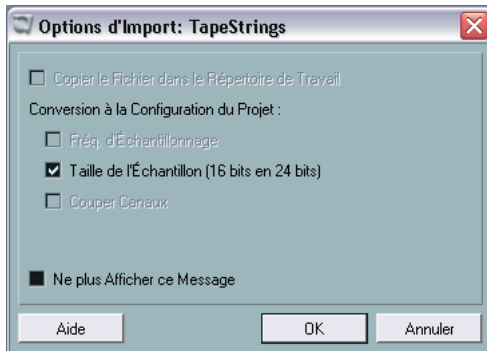 Options d'Import: TapeStrings
Copier le Fichier dans le Répertoire de Travail
Conversion à la Configuration du Projet :
Fréq. d'Échantillonnage
Taille de l'Échantillon (16 bits en 24 bits)
Couper Canaux
Ne plus Afficher ce Message
Aide OK Annuler